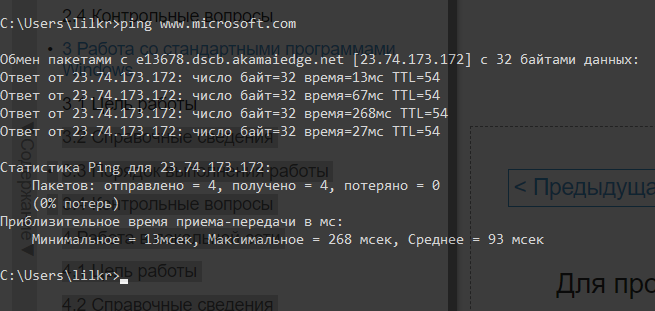 2.4 Контрольные вопросы
C:\Users\lilkr>ping www.microsoft.com
3 Работа со стандартными программами
Windows
Обмен пакетами с e13678.dscb.akamaiedge.net [23.74.173.172] с 32 байтами данных:
Ответ от 23.74.173.172: число байт=32 время=13мс TTL=54
Ответ от 23.74.173.172: число байт=32 время=67мс TTL=54
3.1 Цель работы
Ответ от 23.74.173.172: число байт=32 время=268мс TTL=54
Ответ от 23.74.173.172: число байт=32 время=27мс TTL=54
3.2 Справочные сведения
Статистика Ping для 23.74.173.172:
3.3 Порядок выполнения работы
Пакетов: отправлено = 4, получено = 4, потеряно = 0
(0% потерь)
Контрольные вопросы
Приблизительное время приема-передачи в мс:
Минимальное = 13мсек, Максимальное = 268 мсек, Среднее = 93 мсек
C:\Users\lilkr>
4.1 Цель работы
4.2 Справочные сведения
Содержание
< Предыдуща
Для про